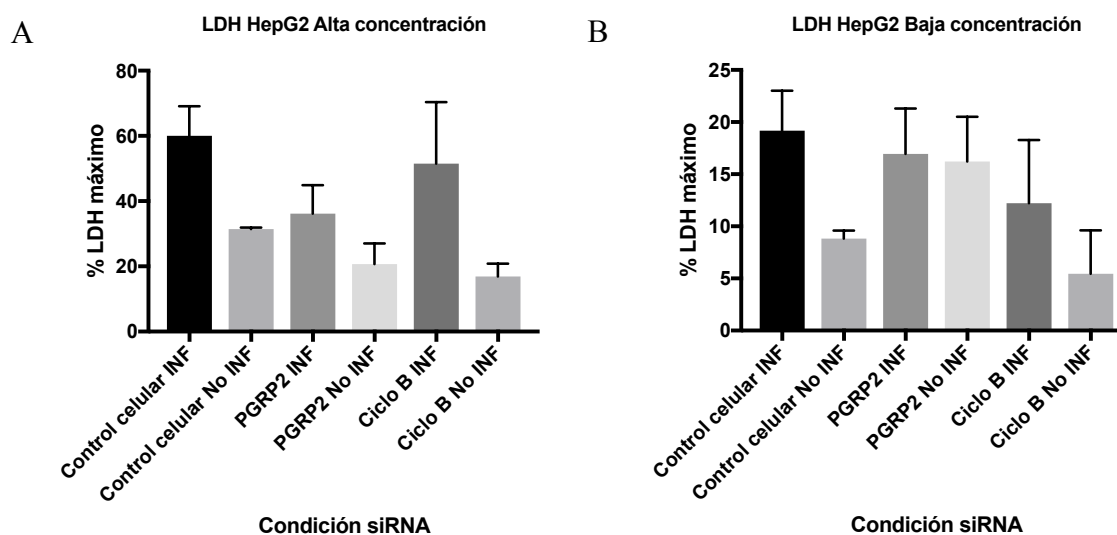 A
LDH HepG2 Alta concentración
% LDH máximo
80
60
40
20
0
Control celular INF
Control celular No INF
PGRP2 INF
PGRP2 No INF
Ciclo B INF
Ciclo B No INF
Condición siRNA
B
LDH HepG2 Baja concentración
% LDH máximo
25
20
15
10
5
0
Control celular INF
Control celular No INF
PGRP2 INF
PGRP2 No INF
Ciclo B INF
Ciclo B No INF
Condición siRNA